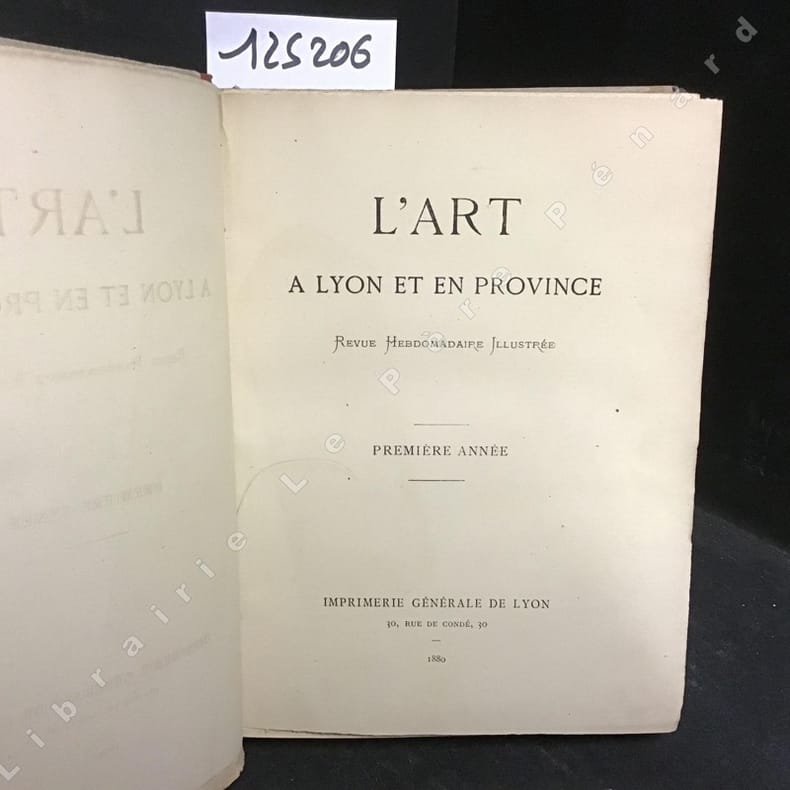 125206
L'ART
A LYON ET EN PROVINCE
Revue Hebdomadaire Illustrée
PREMIÈRE ANNÉE
IMPRIMERIE GÉNÉRALE DE LYON
30, RUE DE CONDÉ, 30
1880
Librairie Le Père Pénard